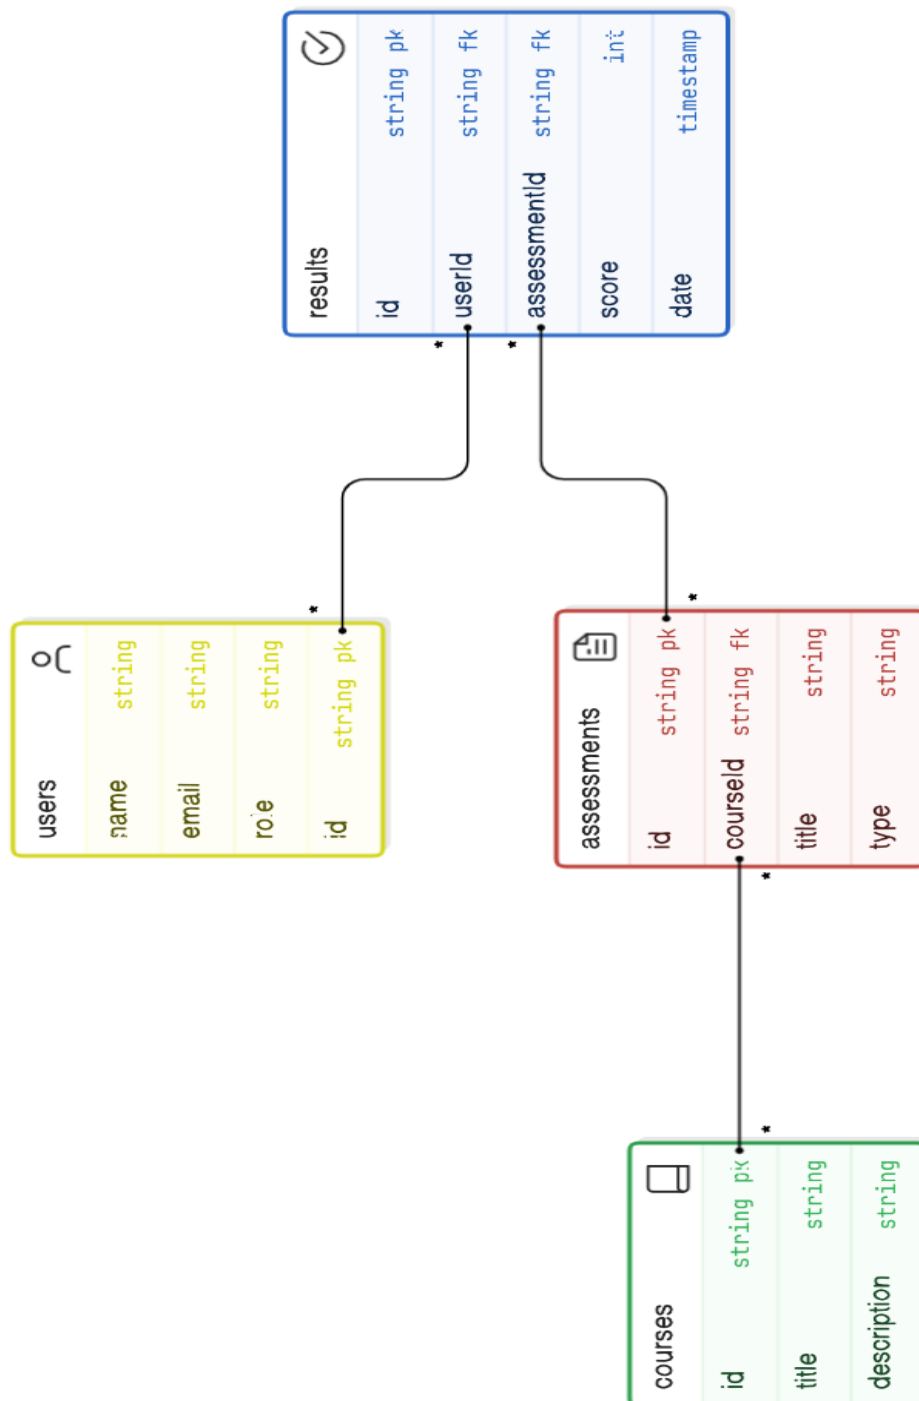 users
name string
email string
role string
id string pk
*
results
id string pk
userId string fk
assessmentId string fk
score int
date timestamp
*
*
assessments
id string pk
courseId string fk
title string
type string
*
*
courses
id string pk
title string
description string
*